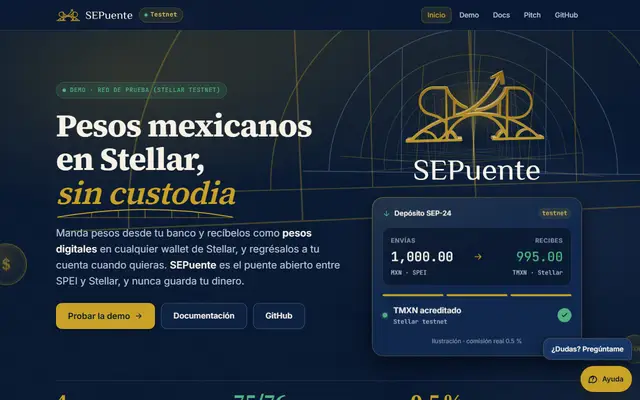 SEPuente
Testnet
Inicio
Demo
Docs
Pitch
GitHub
DEMO · RED DE PRUEBA (STELLAR TESTNET)
Pesos mexicanos
en Stellar,
sin custodia
Manda pesos desde tu banco y recíbelos como pesos
digitales en cualquier wallet de Stellar, y regrésalos a tu
cuenta cuando quieras. SEPuente es el puente abierto entre
SPEI y Stellar, y nunca guarda tu dinero.
Probar la demo →
Documentación
GitHub
SEPuente
Depósito SEP-24
testnet
ENVÍAS
RECIBES
1,000.00 → 995.00
MXN · SPEI
TMXN · Stellar
TMXN acreditado
Stellar testnet
Ilustración · comisión real 0.5 %
¿Dudas? Pregúntame
Ayuda
$
75/76
0.5 %